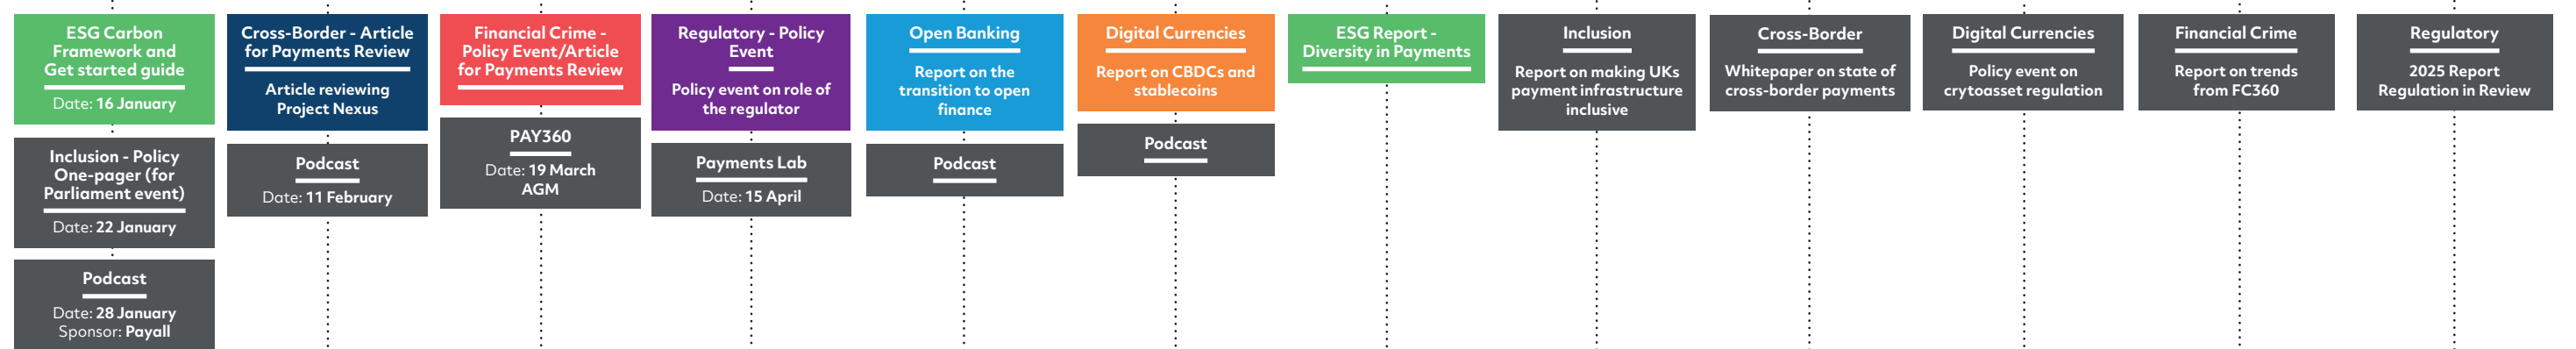 ESG Carbon
Framework and
Get started guide
Date: 16 January
Inclusion - Policy
One-pager (for
Parliament event)
Date: 22 January
Podcast
Date: 28 January
Sponsor: Payall
Cross-Border - Article
for Payments Review
Article reviewing
Project Nexus
Podcast
Date: 11 February
Financial Crime -
Policy Event/Article
for Payments Review
PAY360
Date: 19 March
AGM
Regulatory - Policy
Event
Policy event on role of
the regulator
Payments Lab
Date: 15 April
Open Banking
Report on the
transition to open
finance
Podcast
Digital Currencies
Report on CBDCs and
stablecoins
Podcast
ESG Report -
Diversity in Payments
Inclusion
Report on making UKs
payment infrastructure
inclusive
Cross-Border
Whitepaper on state of
cross-border payments
Digital Currencies
Policy event on
crytoasset regulation
Financial Crime
Report on trends
from FC360
Regulatory
2025 Report
Regulation in Review